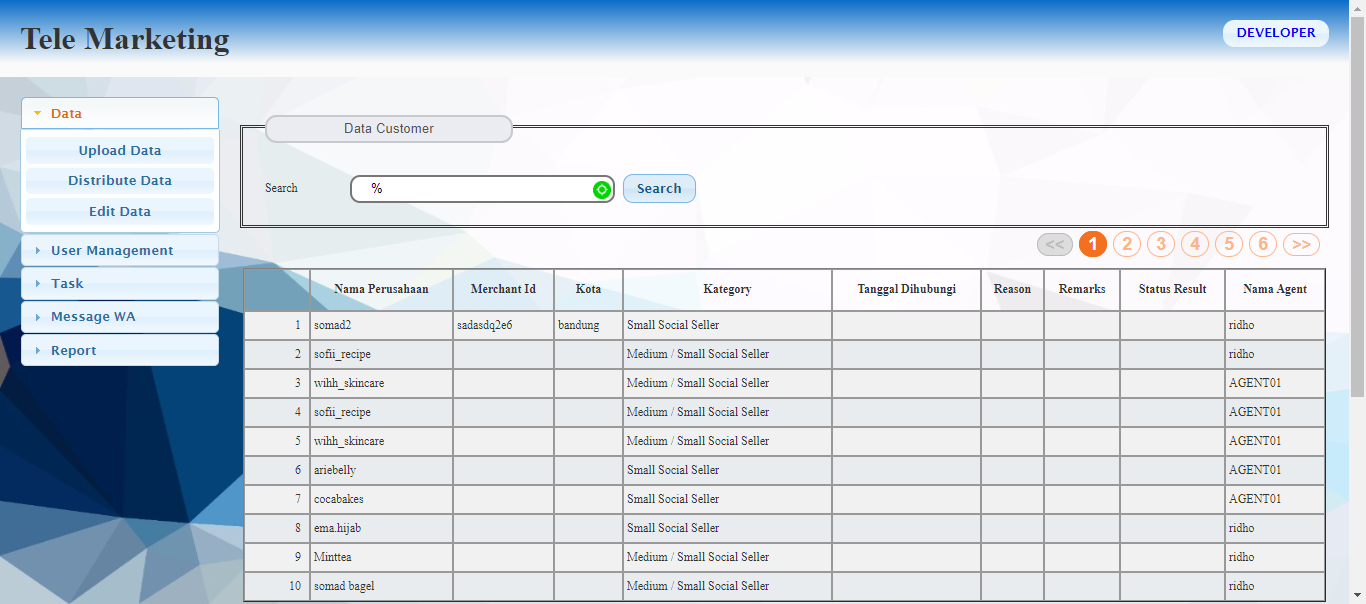 Tele Marketing
DEVELOPER
Data
Upload Data
Distribute Data
Edit Data
User Management
Task
Message WA
Report
Data Customer
Search % Search
<< 1 2 3 4 5 6 >>
Nama Perusahaan Merchant Id Kota Kategory Tanggal Dihubungi Reason Remarks Status Result Nama Agent
1 somad2 sadasdq2e6 bandung Small Social Seller ridho
2 sofii_recipe Medium / Small Social Seller ridho
3 wihh_skincare Medium / Small Social Seller AGENT01
4 sofii_recipe Medium / Small Social Seller AGENT01
5 wihh_skincare Medium / Small Social Seller AGENT01
6 ariebelly Small Social Seller AGENT01
7 cocabakes Small Social Seller AGENT01
8 ema.hijab Small Social Seller ridho
9 Minttea Medium / Small Social Seller ridho
10 somad bagel Medium / Small Social Seller ridho